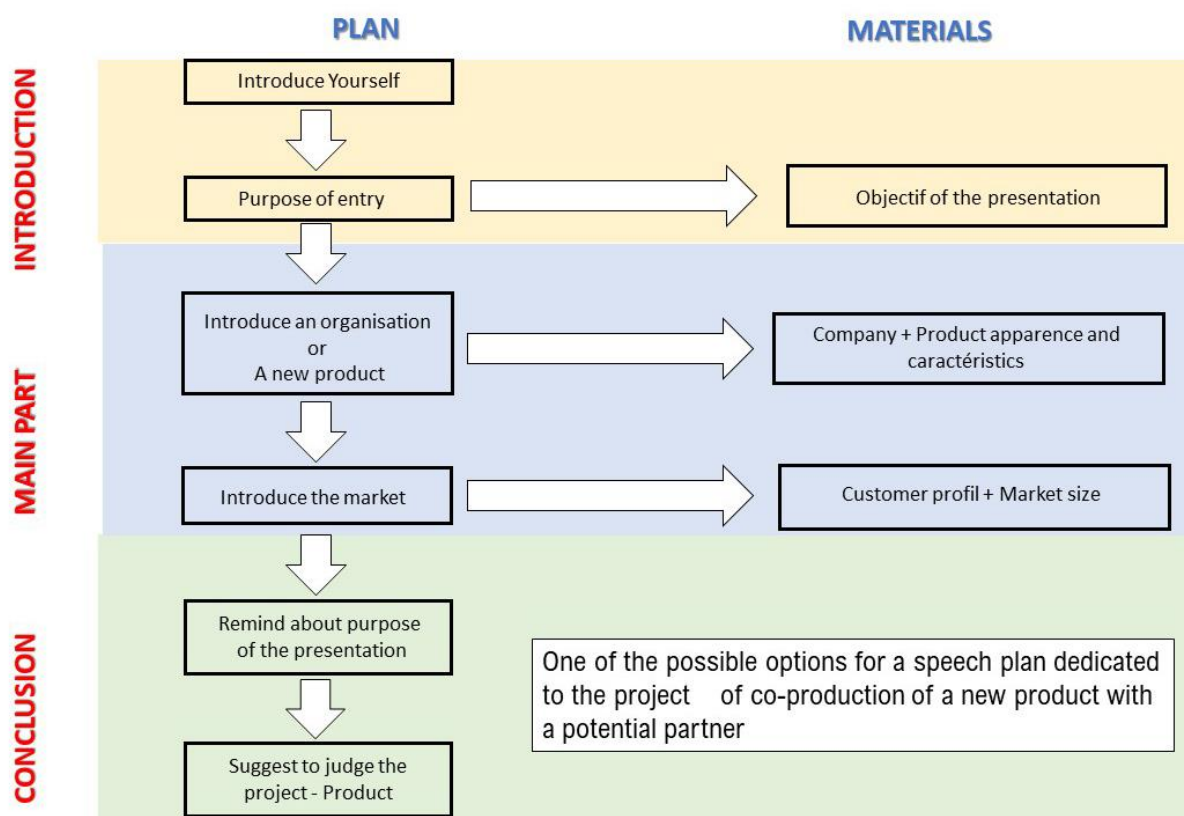 PLAN
MATERIALS
INTRODUCTION
Introduce Yourself
Purpose of entry
Objectif of the presentation
MAIN PART
Introduce an organisation
or
A new product
Company + Product apparence and
caractéristics
Introduce the market
Customer profil + Market size
CONCLUSION
Remind about purpose
of the presentation
One of the possible options for a speech plan dedicated
to the project of co-production of a new product with
a potential partner
Suggest to judge the
project - Product